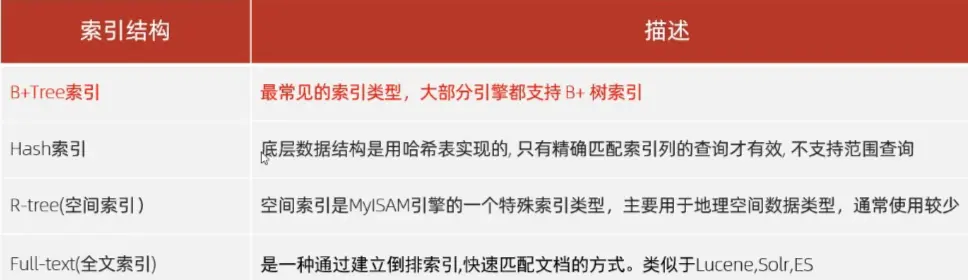 索引结构 描述
B+Tree索引 最常见的索引类型，大部分引擎都支持 B+ 树索引
Hash索引 底层数据结构是用哈希表实现的, 只有精确匹配索引列的查询才有效, 不支持范围查询
R-tree(空间索引） 空间索引是MyISAM引擎的一个特殊索引类型，主要用于地理空间数据类型，通常使用较少
Full-text(全文索引) 是一种通过建立倒排索引,快速匹配文档的方式。类似于Lucene,Solr,ES